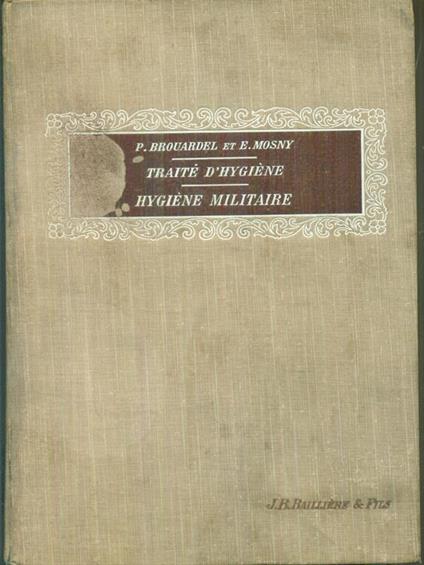 P. BROUARDEL ET E. MOSNY
TRAITÉ D'HYGIÈNE
HYGIÈNE MILITAIRE
J.B. BAILLIÈRE & FILS